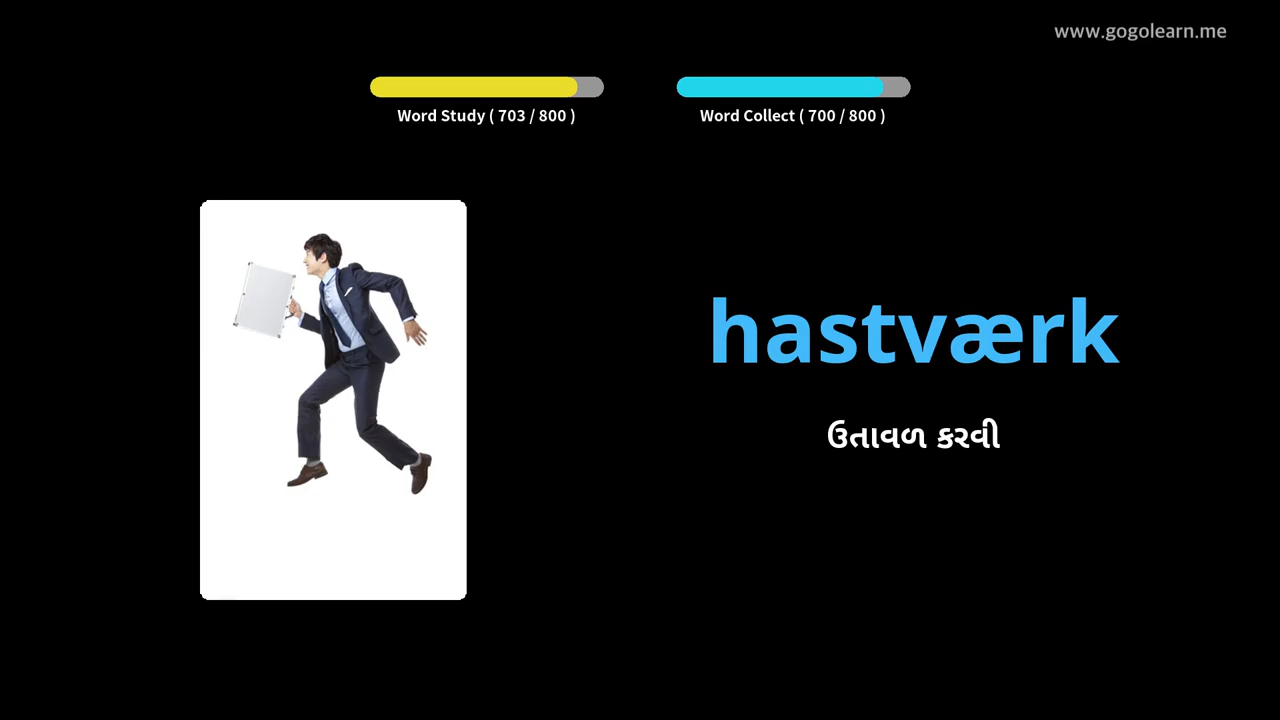 www.gogolearn.me
Word Study ( 703 / 800 )
Word Collect ( 700 / 800 )
hastværk
ઉતાવળ કરવી